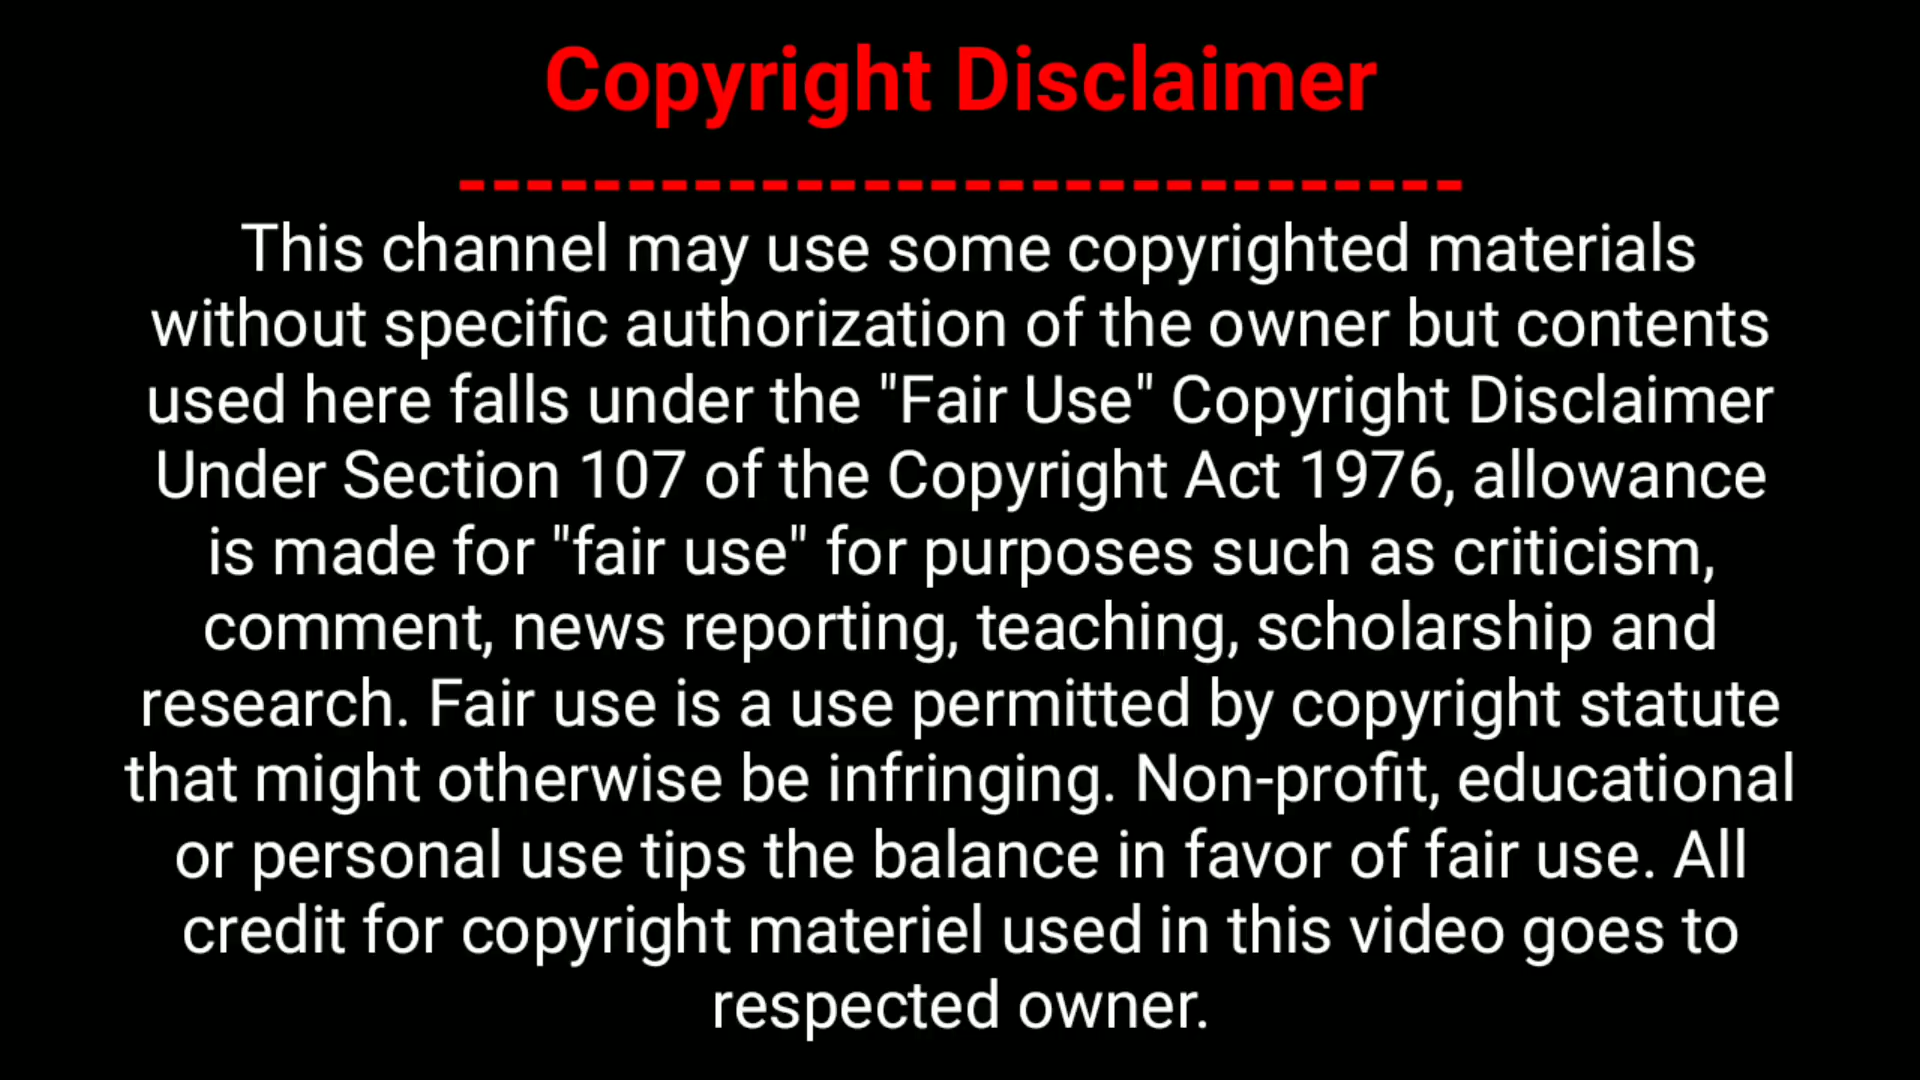 Copyright Disclaimer
------------------------------
This channel may use some copyrighted materials
without specific authorization of the owner but contents
used here falls under the "Fair Use" Copyright Disclaimer
Under Section 107 of the Copyright Act 1976, allowance
is made for "fair use" for purposes such as criticism,
comment, news reporting, teaching, scholarship and
research. Fair use is a use permitted by copyright statute
that might otherwise be infringing. Non-profit, educational
or personal use tips the balance in favor of fair use. All
credit for copyright materiel used in this video goes to
respected owner.